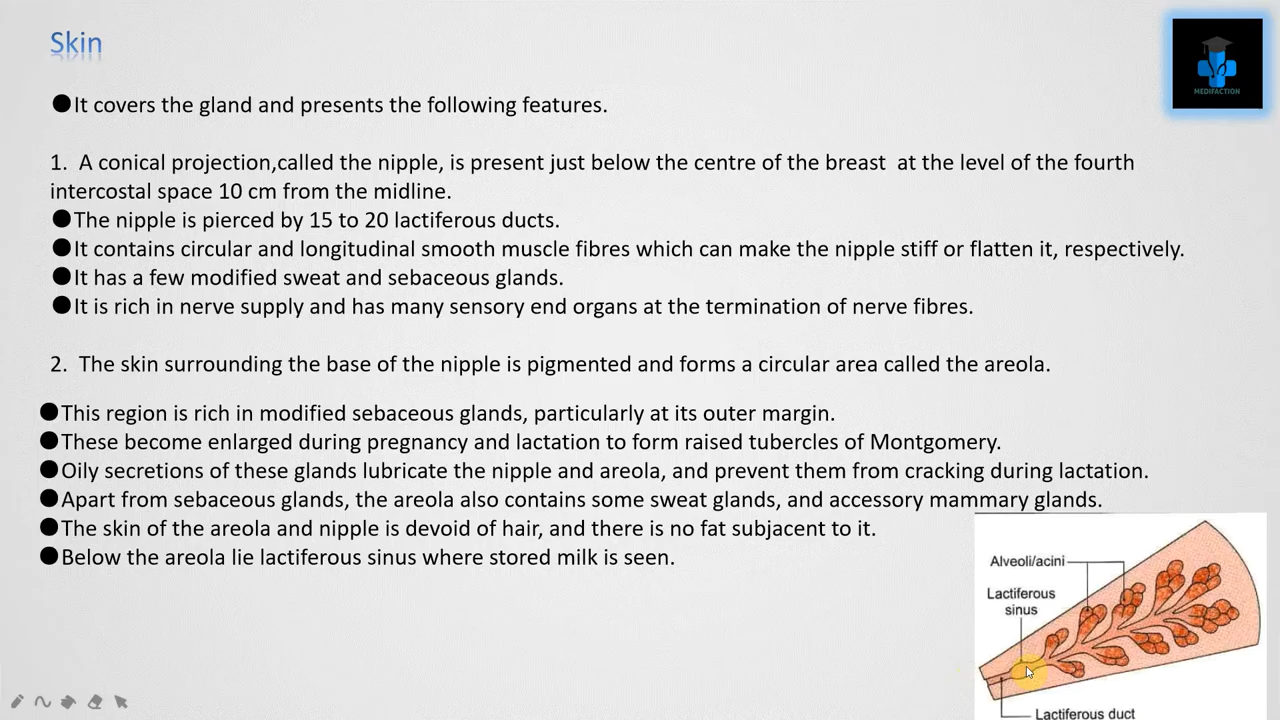 Skin
MEDIFACTION
●It covers the gland and presents the following features.
1. A conical projection,called the nipple, is present just below the centre of the breast at the level of the fourth
intercostal space 10 cm from the midline.
●The nipple is pierced by 15 to 20 lactiferous ducts.
●It contains circular and longitudinal smooth muscle fibres which can make the nipple stiff or flatten it, respectively.
●It has a few modified sweat and sebaceous glands.
●It is rich in nerve supply and has many sensory end organs at the termination of nerve fibres.
2. The skin surrounding the base of the nipple is pigmented and forms a circular area called the areola.
●This region is rich in modified sebaceous glands, particularly at its outer margin.
●These become enlarged during pregnancy and lactation to form raised tubercles of Montgomery.
●Oily secretions of these glands lubricate the nipple and areola, and prevent them from cracking during lactation.
●Apart from sebaceous glands, the areola also contains some sweat glands, and accessory mammary glands.
●The skin of the areola and nipple is devoid of hair, and there is no fat subjacent to it.
●Below the areola lie lactiferous sinus where stored milk is seen.
Alveoli/acini
Lactiferous
sinus
Lactiferous duct